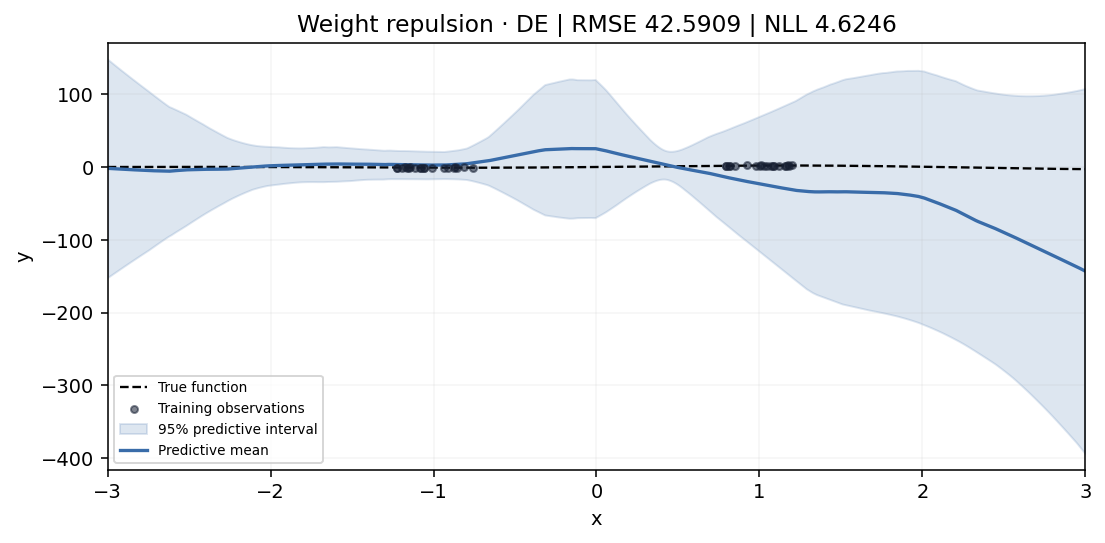 Weight repulsion · DE | RMSE 42.5909 | NLL 4.6246
100
0
−100
−200
−300
−400
y
True function
Training observations
95% predictive interval
Predictive mean
−3
−2
−1
0
1
2
3
x